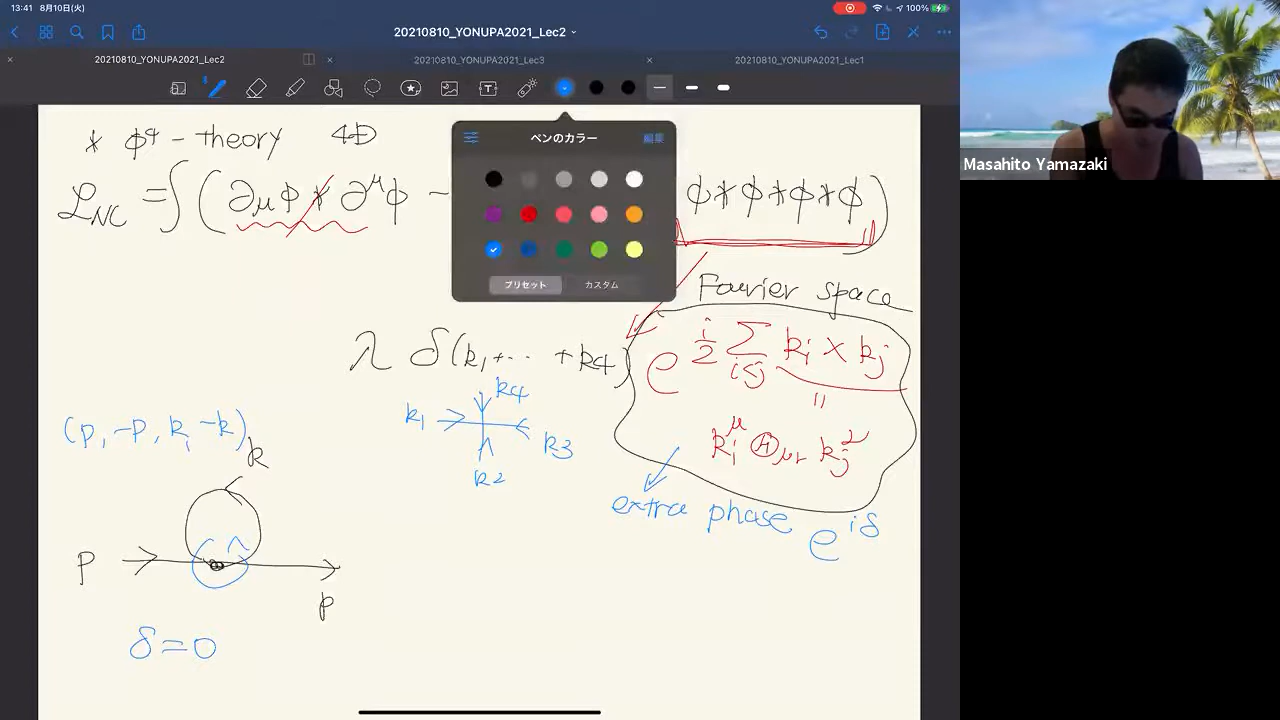 13:41 8月10日(火)
100%
20210810_YONUPA2021_Lec2
20210810_YONUPA2021_Lec2
20210810_YONUPA2021_Lec3
20210810_YONUPA2021_Lec1
ペンのカラー
編集
プリセット
カスタム
Masahito Yamazaki
* φ⁴ - theory 4D
ℒ_NC = ∫ ( ∂μφ * ∂^μφ -
φ*φ*φ*φ )
Fourier space
λ δ(k₁+… +k₄) e^{i/2 Σ_{i<j} k_i × k_j}
"
k_i^μ Θ_{μν} k_j^ν
k4
k1
k3
k2
(p, -p, k, -k)
k
extra phase e^{iδ}
p
p
δ=0